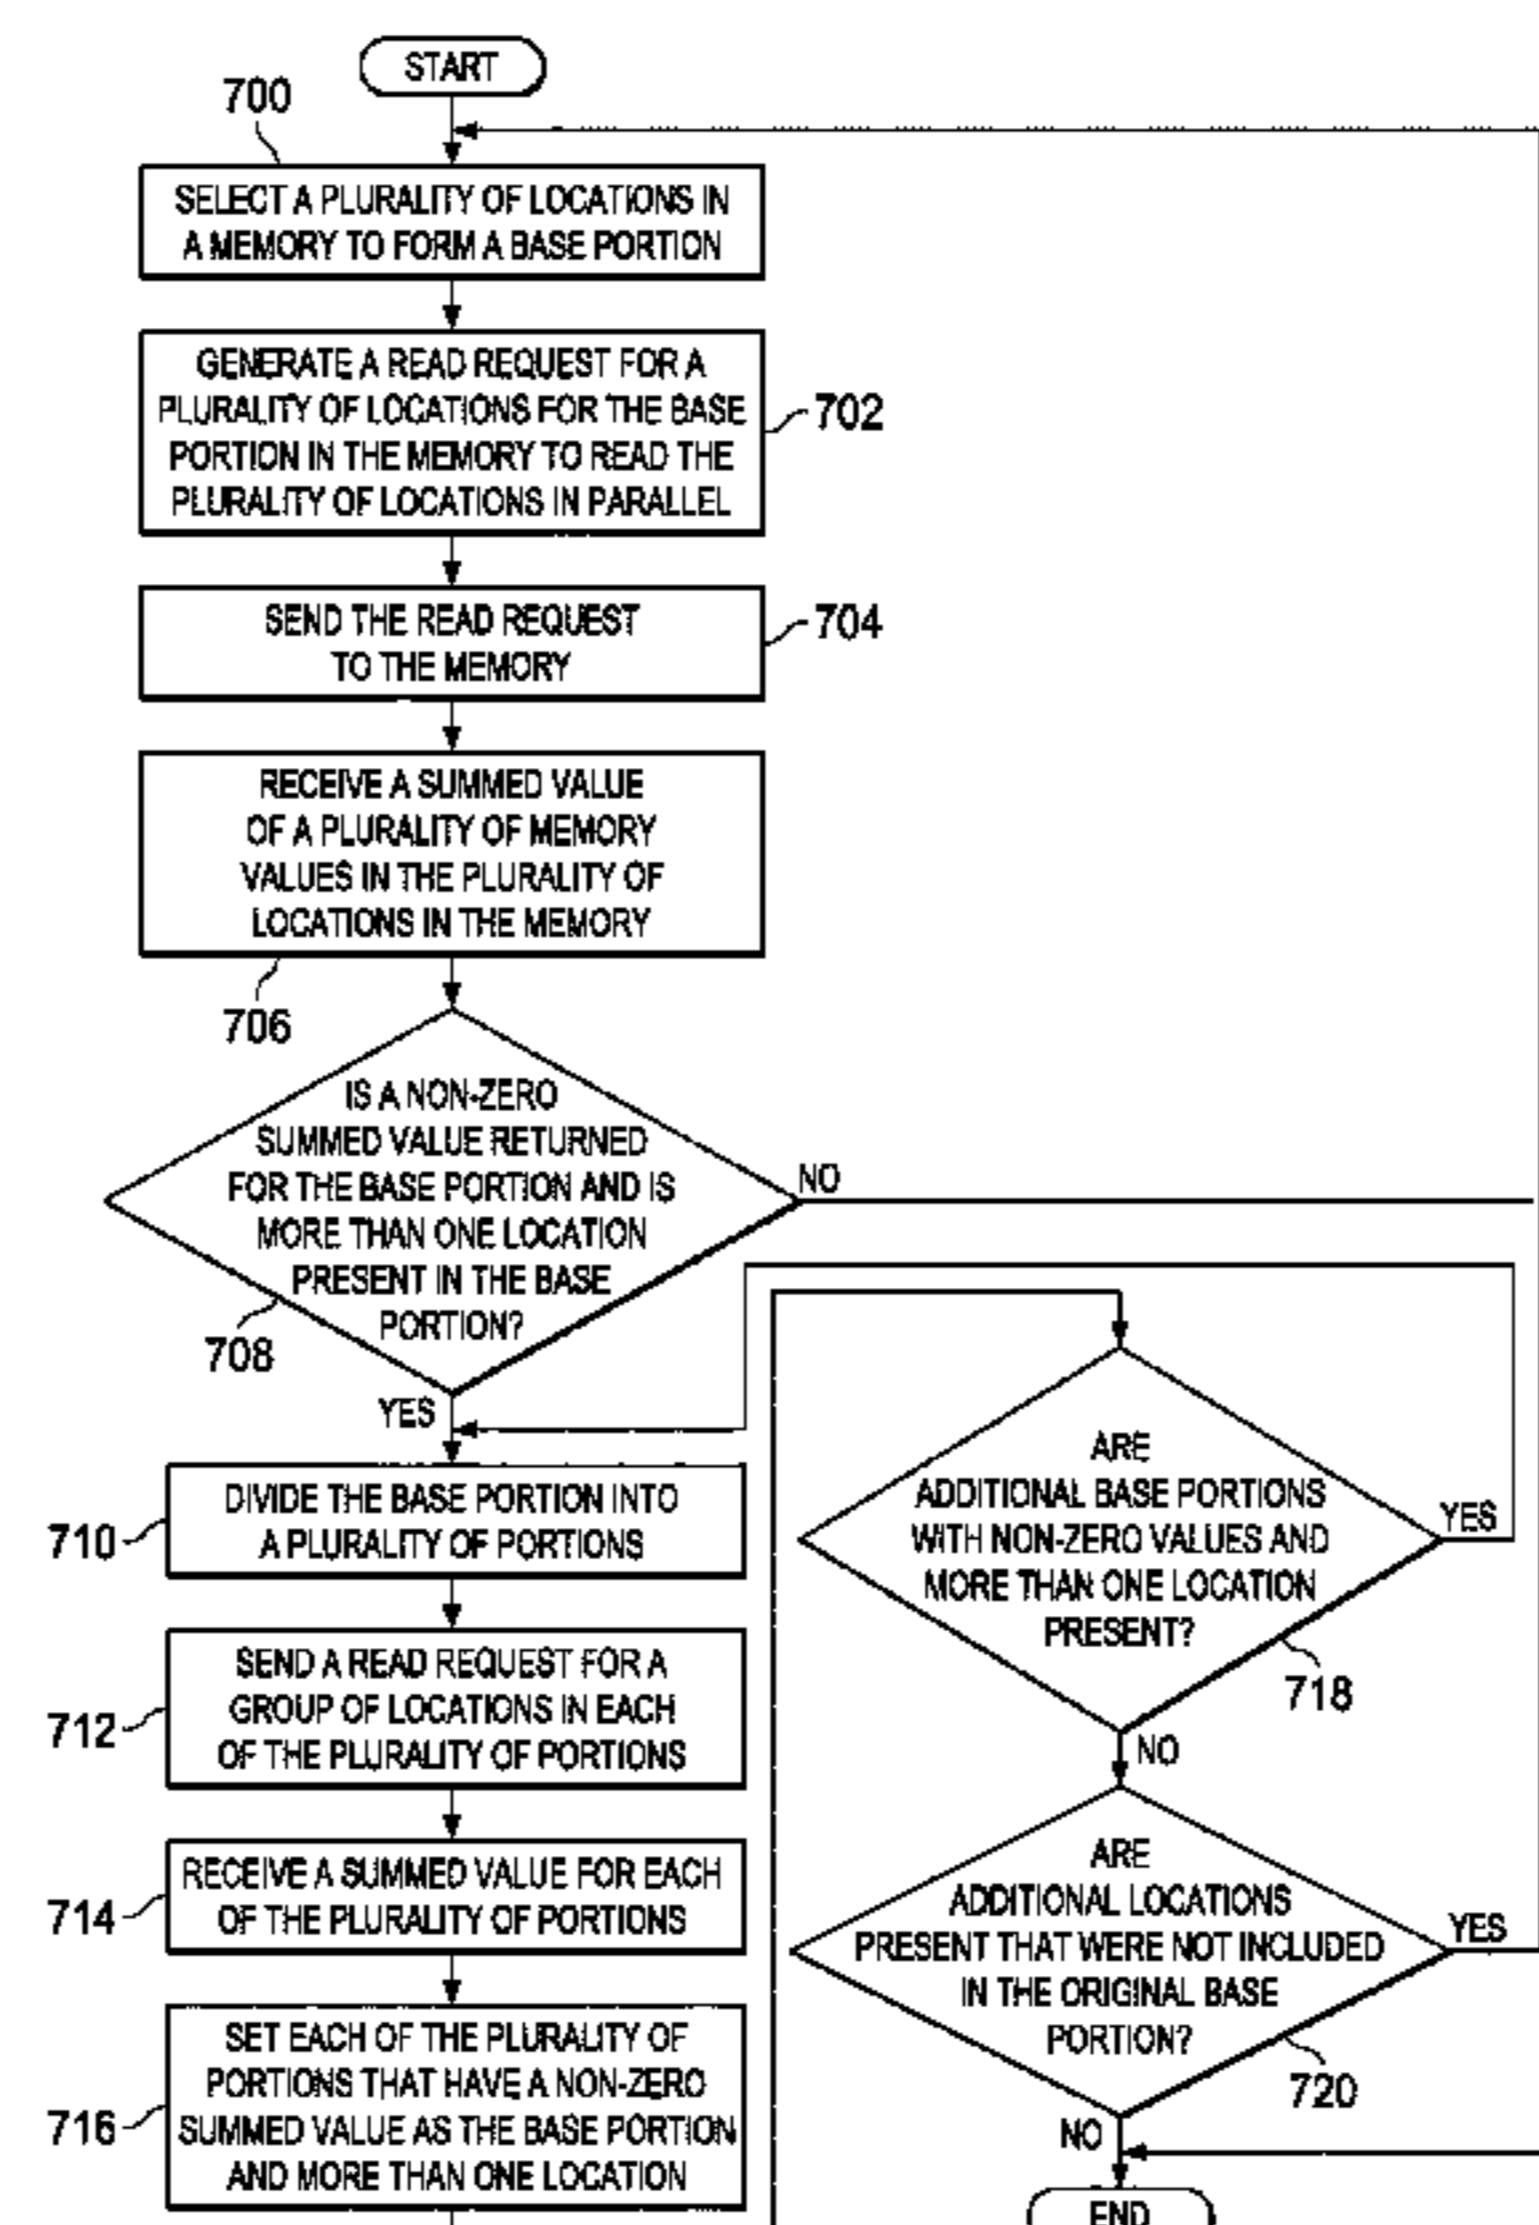 START
700
SELECT A PLURALITY OF LOCATIONS IN
A MEMORY TO FORM A BASE PORTION
GENERATE A READ REQUEST FOR A
PLURALITY OF LOCATIONS FOR THE BASE
PORTION IN THE MEMORY TO READ THE
PLURALITY OF LOCATIONS IN PARALLEL
702
SEND THE READ REQUEST
TO THE MEMORY
704
RECEIVE A SUMMED VALUE
OF A PLURALITY OF MEMORY
VALUES IN THE PLURALITY OF
LOCATIONS IN THE MEMORY
706
IS A NON-ZERO
SUMMED VALUE RETURNED
FOR THE BASE PORTION AND IS
MORE THAN ONE LOCATION
PRESENT IN THE BASE
PORTION?
NO
708
YES
DIVIDE THE BASE PORTION INTO
A PLURALITY OF PORTIONS
710
SEND A READ REQUEST FOR A
GROUP OF LOCATIONS IN EACH
OF THE PLURALITY OF PORTIONS
712
RECEIVE A SUMMED VALUE FOR EACH
OF THE PLURALITY OF PORTIONS
714
SET EACH OF THE PLURALITY OF
PORTIONS THAT HAVE A NON-ZERO
SUMMED VALUE AS THE BASE PORTION
AND MORE THAN ONE LOCATION
716
ARE
ADDITIONAL BASE PORTIONS
WITH NON-ZERO VALUES AND
MORE THAN ONE LOCATION
PRESENT?
YES
718
NO
ARE
ADDITIONAL LOCATIONS
PRESENT THAT WERE NOT INCLUDED
IN THE ORIGINAL BASE
PORTION?
YES
720
NO
END